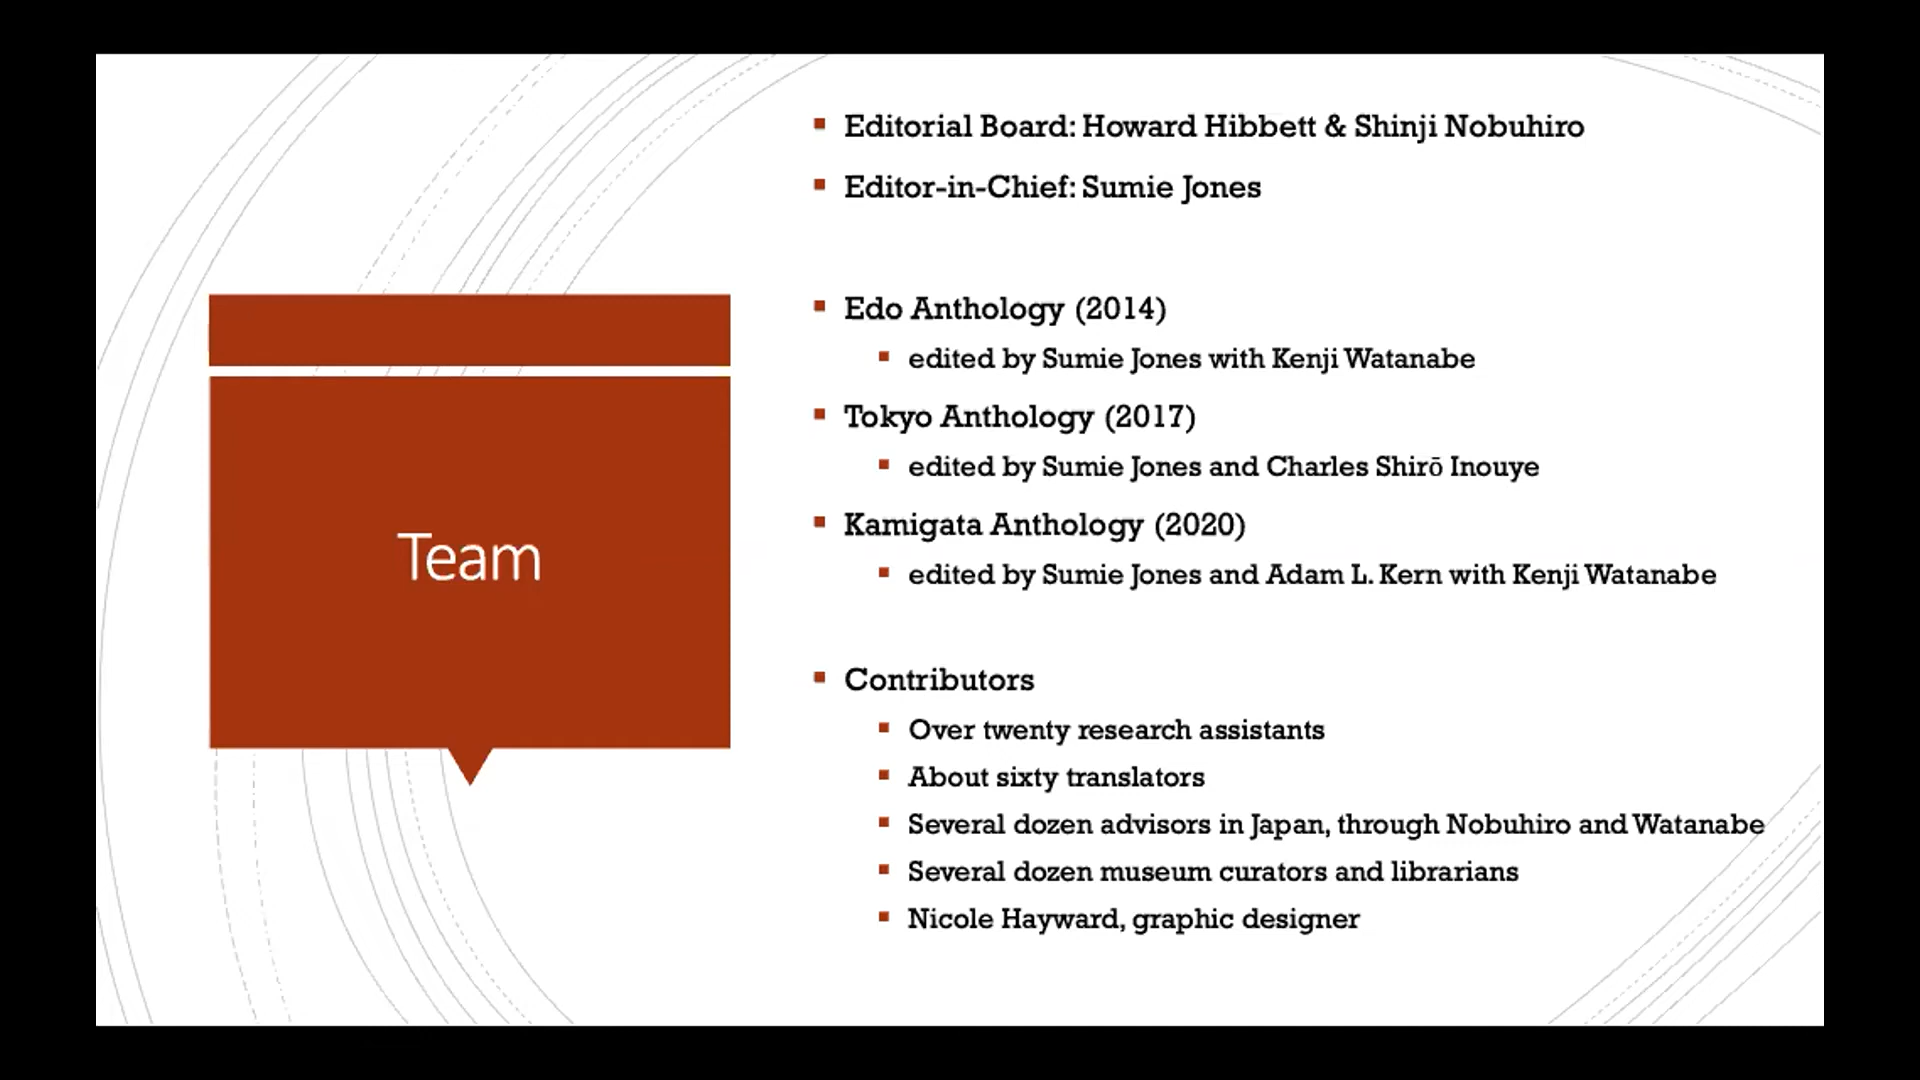 Team
Editorial Board: Howard Hibbett & Shinji Nobuhiro
Editor-in-Chief: Sumie Jones
Edo Anthology (2014)
edited by Sumie Jones with Kenji Watanabe
Tokyo Anthology (2017)
edited by Sumie Jones and Charles Shirō Inouye
Kamigata Anthology (2020)
edited by Sumie Jones and Adam L. Kern with Kenji Watanabe
Contributors
Over twenty research assistants
About sixty translators
Several dozen advisors in Japan, through Nobuhiro and Watanabe
Several dozen museum curators and librarians
Nicole Hayward, graphic designer